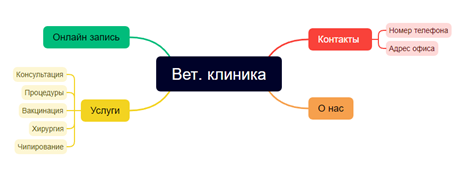 Онлайн запись
Контакты
Номер телефона
Адрес офиса
Вет. клиника
Консультация
Процедуры
Вакцинация
Хирургия
Чипирование
Услуги
О нас